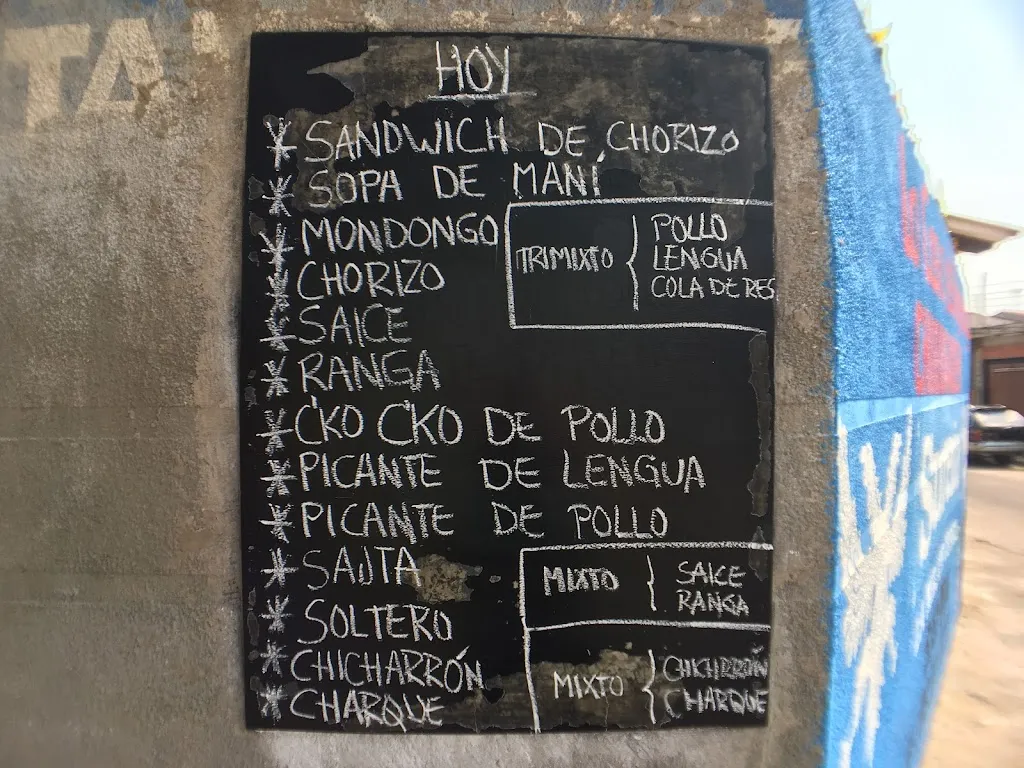 TA
HOY
* SANDWICH DE CHORIZO
* SOPA DE MANÍ
* MONDONGO
* CHORIZO
* SAICE
* RANGA
* C'KO C'KO DE POLLO
* PICANTE DE LENGUA
* PICANTE DE POLLO
* SAJTA
* SOLTERO
* CHICHARRÓN
* CHARQUE
TRIMIXTO { POLLO
LENGUA
COLA DE RES
MIXTO { SAICE
RANGA
MIXTO { CHICHARRÓN
CHARQUE